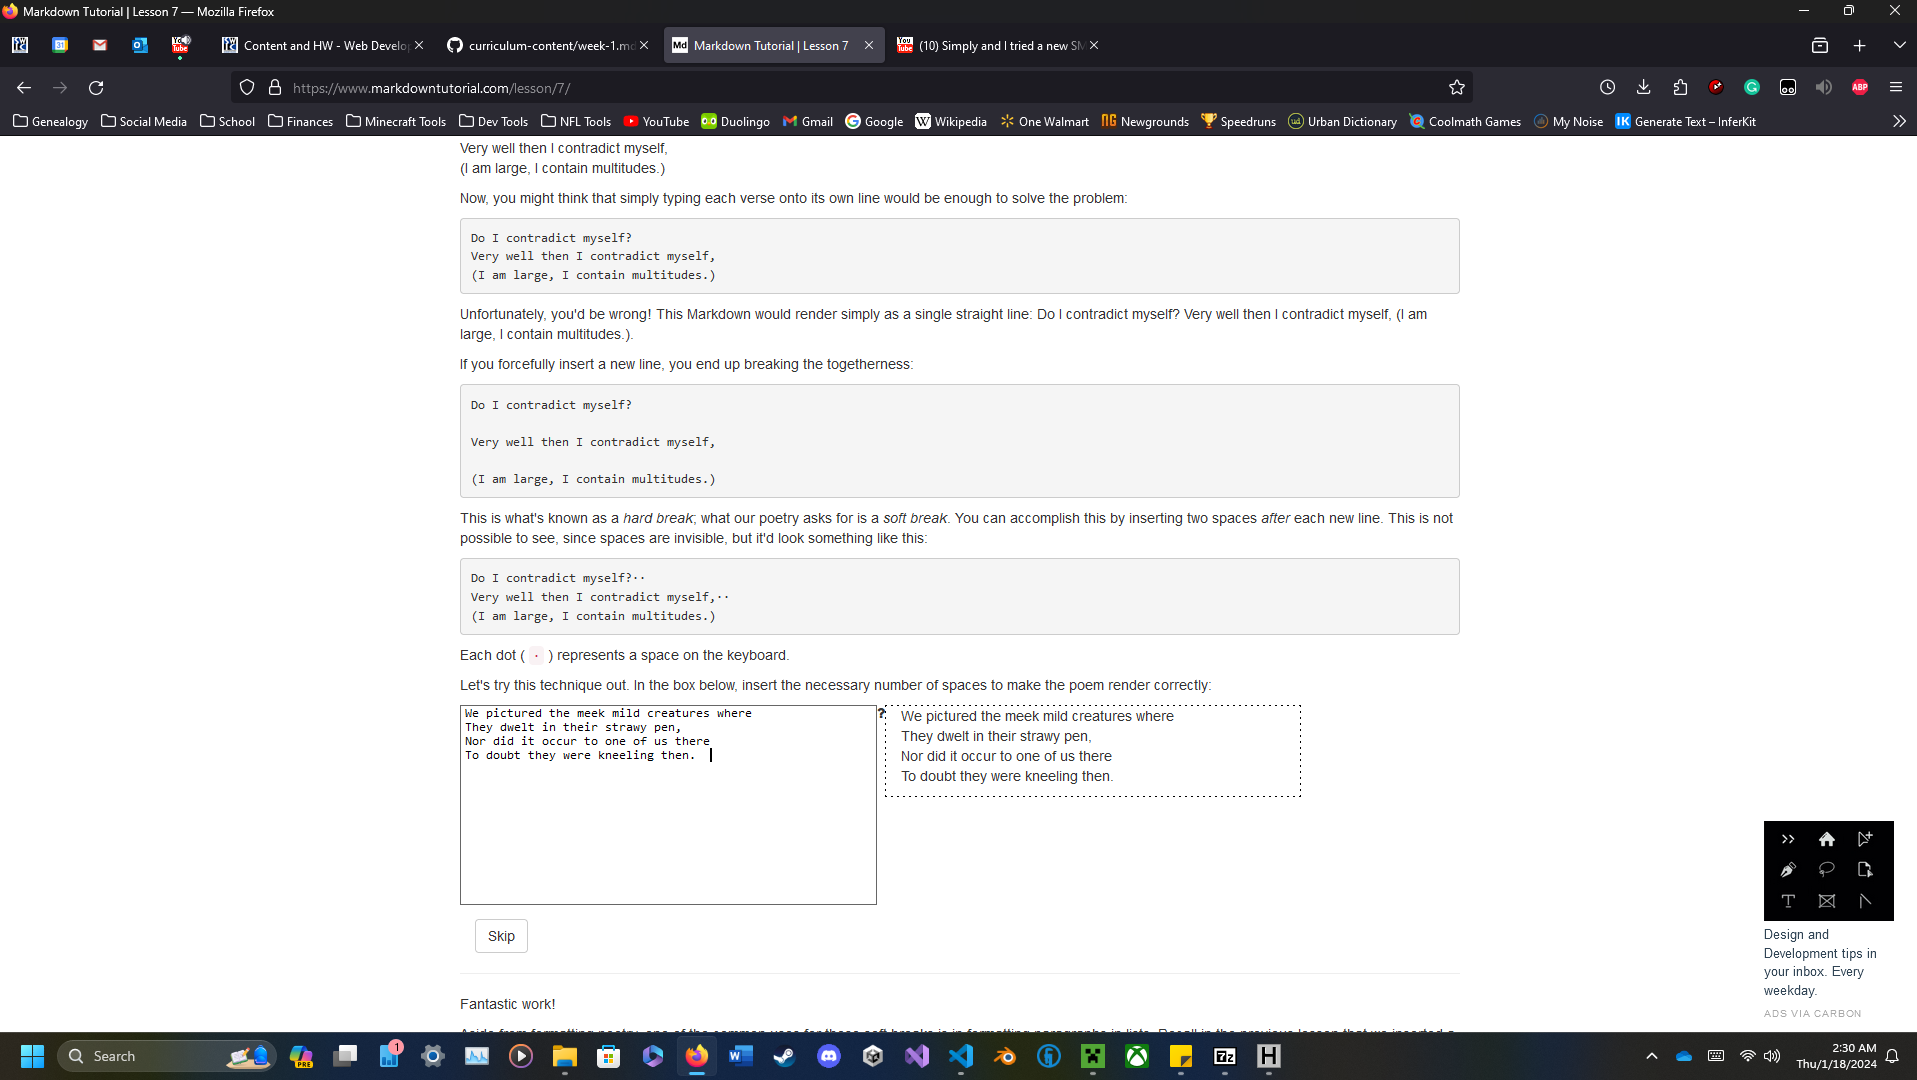 Markdown Tutorial | Lesson 7 — Mozilla Firefox
Content and HW - Web Develop
curriculum-content/week-1.md
Md Markdown Tutorial | Lesson 7
(10) Simply and I tried a new SM
https://www.markdowntutorial.com/lesson/7/
Genealogy Social Media School Finances Minecraft Tools Dev Tools NFL Tools YouTube Duolingo Gmail Google Wikipedia One Walmart Newgrounds Speedruns Urban Dictionary Coolmath Games My Noise Generate Text – InferKit
Very well then I contradict myself,
(I am large, I contain multitudes.)
Now, you might think that simply typing each verse onto its own line would be enough to solve the problem:
Do I contradict myself?
Very well then I contradict myself,
(I am large, I contain multitudes.)
Unfortunately, you'd be wrong! This Markdown would render simply as a single straight line: Do I contradict myself? Very well then I contradict myself, (I am
large, I contain multitudes.).
If you forcefully insert a new line, you end up breaking the togetherness:
Do I contradict myself?
Very well then I contradict myself,
(I am large, I contain multitudes.)
This is what's known as a hard break; what our poetry asks for is a soft break. You can accomplish this by inserting two spaces after each new line. This is not
possible to see, since spaces are invisible, but it'd look something like this:
Do I contradict myself?··
Very well then I contradict myself,··
(I am large, I contain multitudes.)
Each dot ( · ) represents a space on the keyboard.
Let's try this technique out. In the box below, insert the necessary number of spaces to make the poem render correctly:
We pictured the meek mild creatures where
They dwelt in their strawy pen,
Nor did it occur to one of us there
To doubt they were kneeling then.
?
We pictured the meek mild creatures where
They dwelt in their strawy pen,
Nor did it occur to one of us there
To doubt they were kneeling then.
Skip
Fantastic work!
Design and
Development tips in
your inbox. Every
weekday.
ADS VIA CARBON
Search
PRE
1
2:30 AM
Thu/1/18/2024